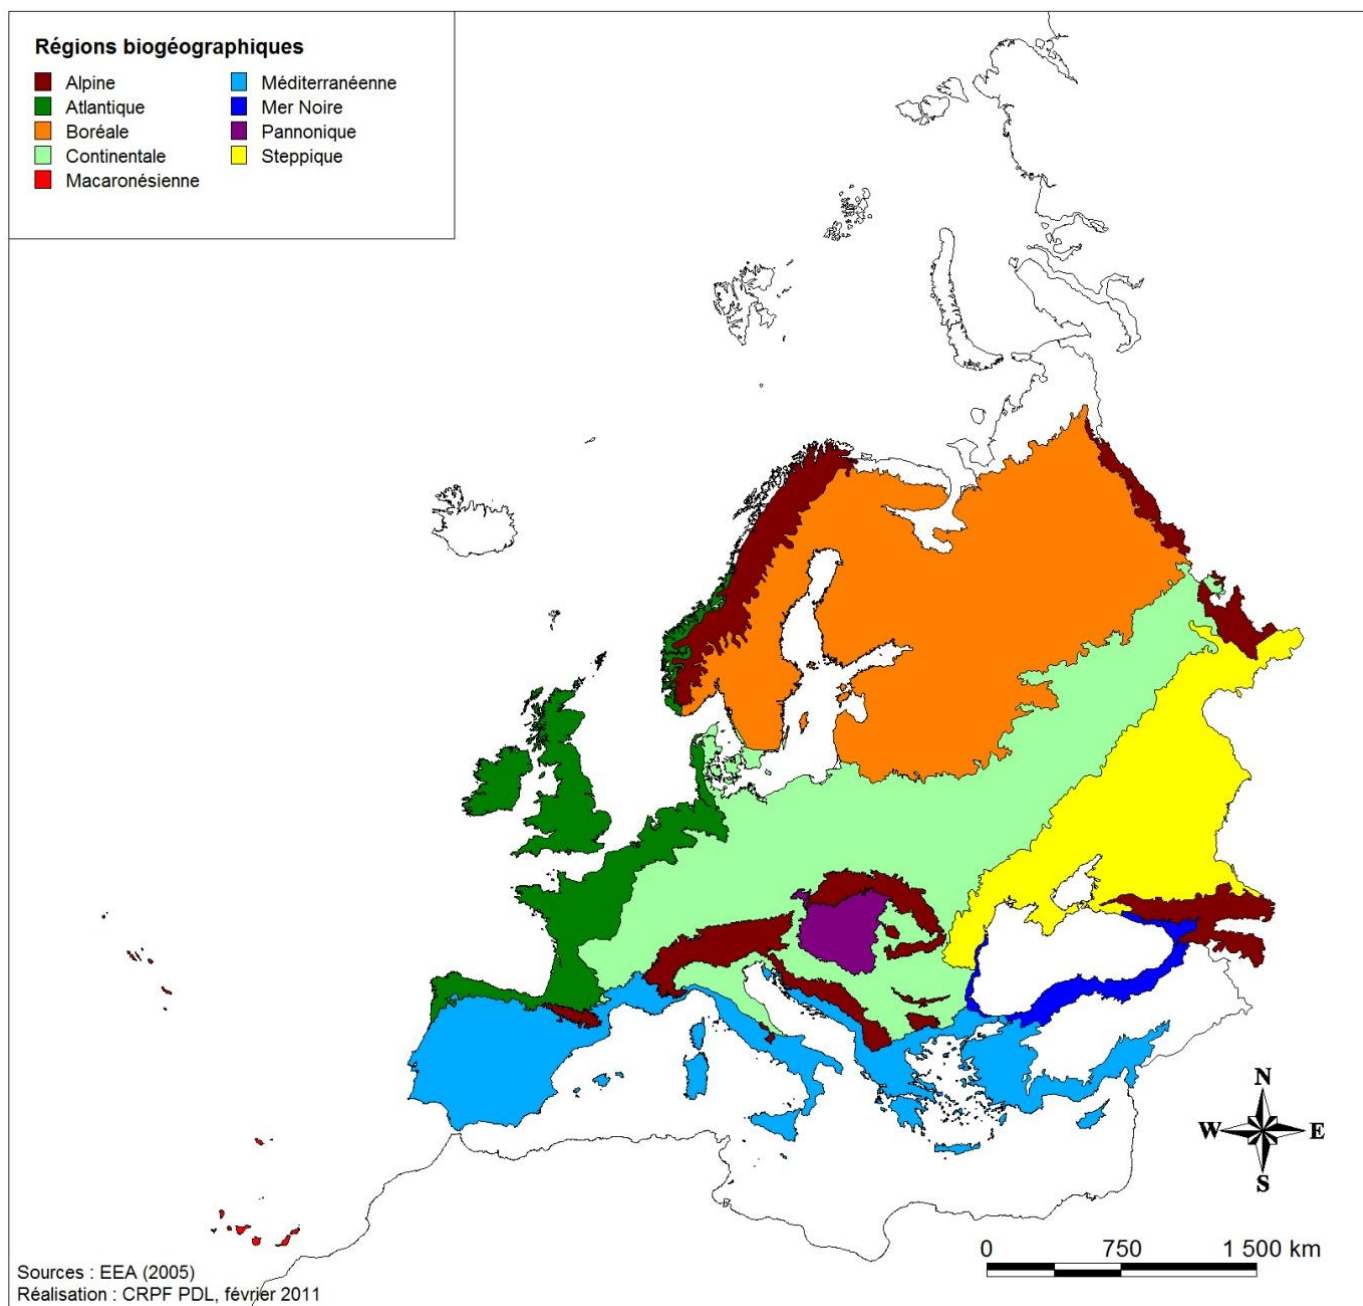 Régions biogéographiques
Alpine
Atlantique
Boréale
Continentale
Macaronésienne
Méditerranéenne
Mer Noire
Pannonique
Steppique
N
W E
S
0 750 1 500 km
Sources : EEA (2005)
Réalisation : CRPF PDL, février 2011